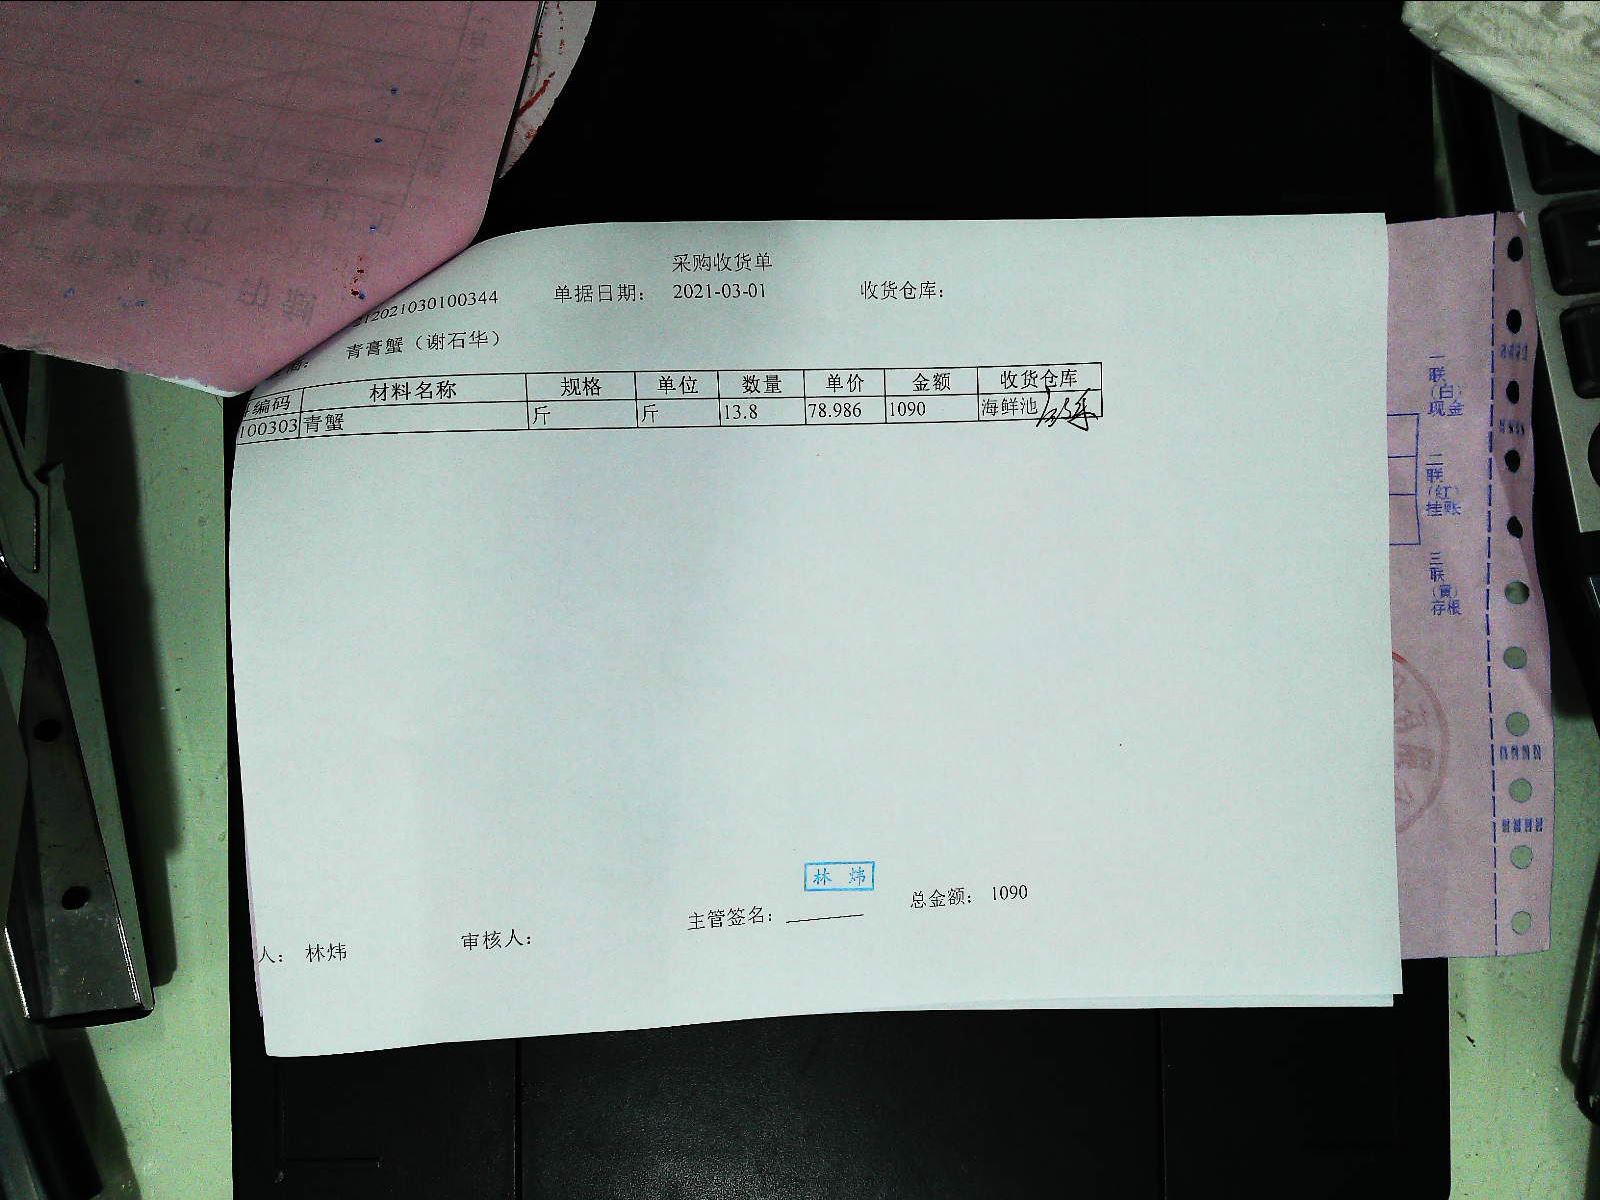 采购收货单
12021030100344 单据日期： 2021-03-01 收货仓库：
青膏蟹（谢石华）
编码 材料名称 规格 单位 数量 单价 金额 收货仓库
100303 青蟹 斤 斤 13.8 78.986 1090 海鲜池
林 炜
人： 林炜 审核人： 主管签名： 总金额： 1090
一联（白）现金
二联（红）挂账
三联（黄）存根